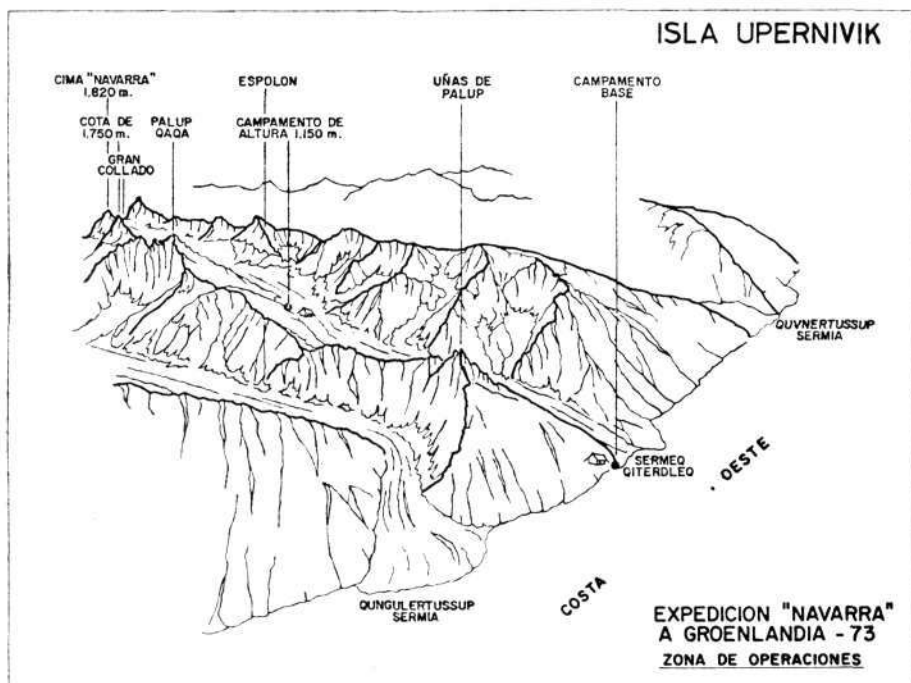 ISLA UPERNIVIK
CIMA "NAVARRA"
1.820 m.
ESPOLON
UÑAS DE
PALUP
CAMPAMENTO
BASE
COTA DE
1.750 m.
PALUP
QAQA
CAMPAMENTO DE
ALTURA 1.150 m.
GRAN
COLLADO
QUVNERTUSSUP
SERMIA
SERMEQ
QITERDLEQ
OESTE
COSTA
QUNGULERTUSSUP
SERMIA
EXPEDICION "NAVARRA"
A GROENLANDIA - 73
ZONA DE OPERACIONES